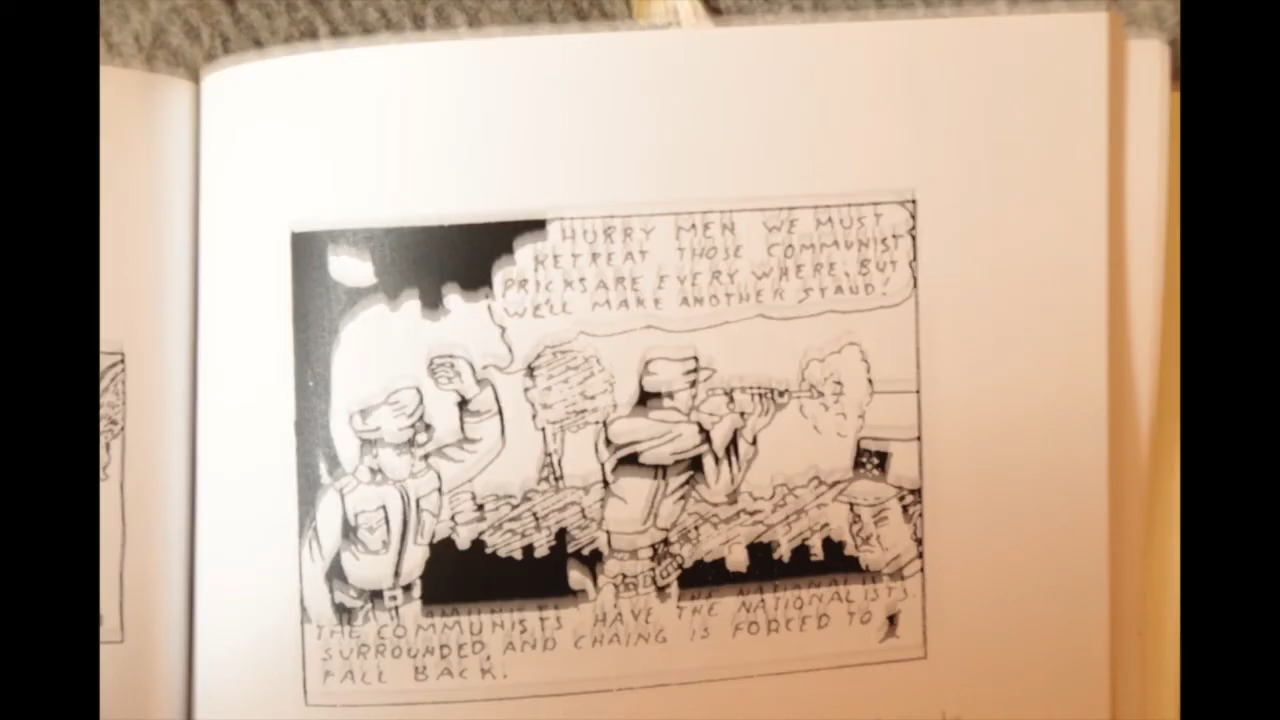 HURRY MEN WE MUST
RETREAT THOSE COMMUNIST
PRICKS ARE EVERY WHERE, BUT
WE'LL MAKE ANOTHER STAND!
THE COMMUNISTS HAVE THE NATIONALISTS
SURROUNDED, AND CHAING IS FORCED TO
FALL BACK.